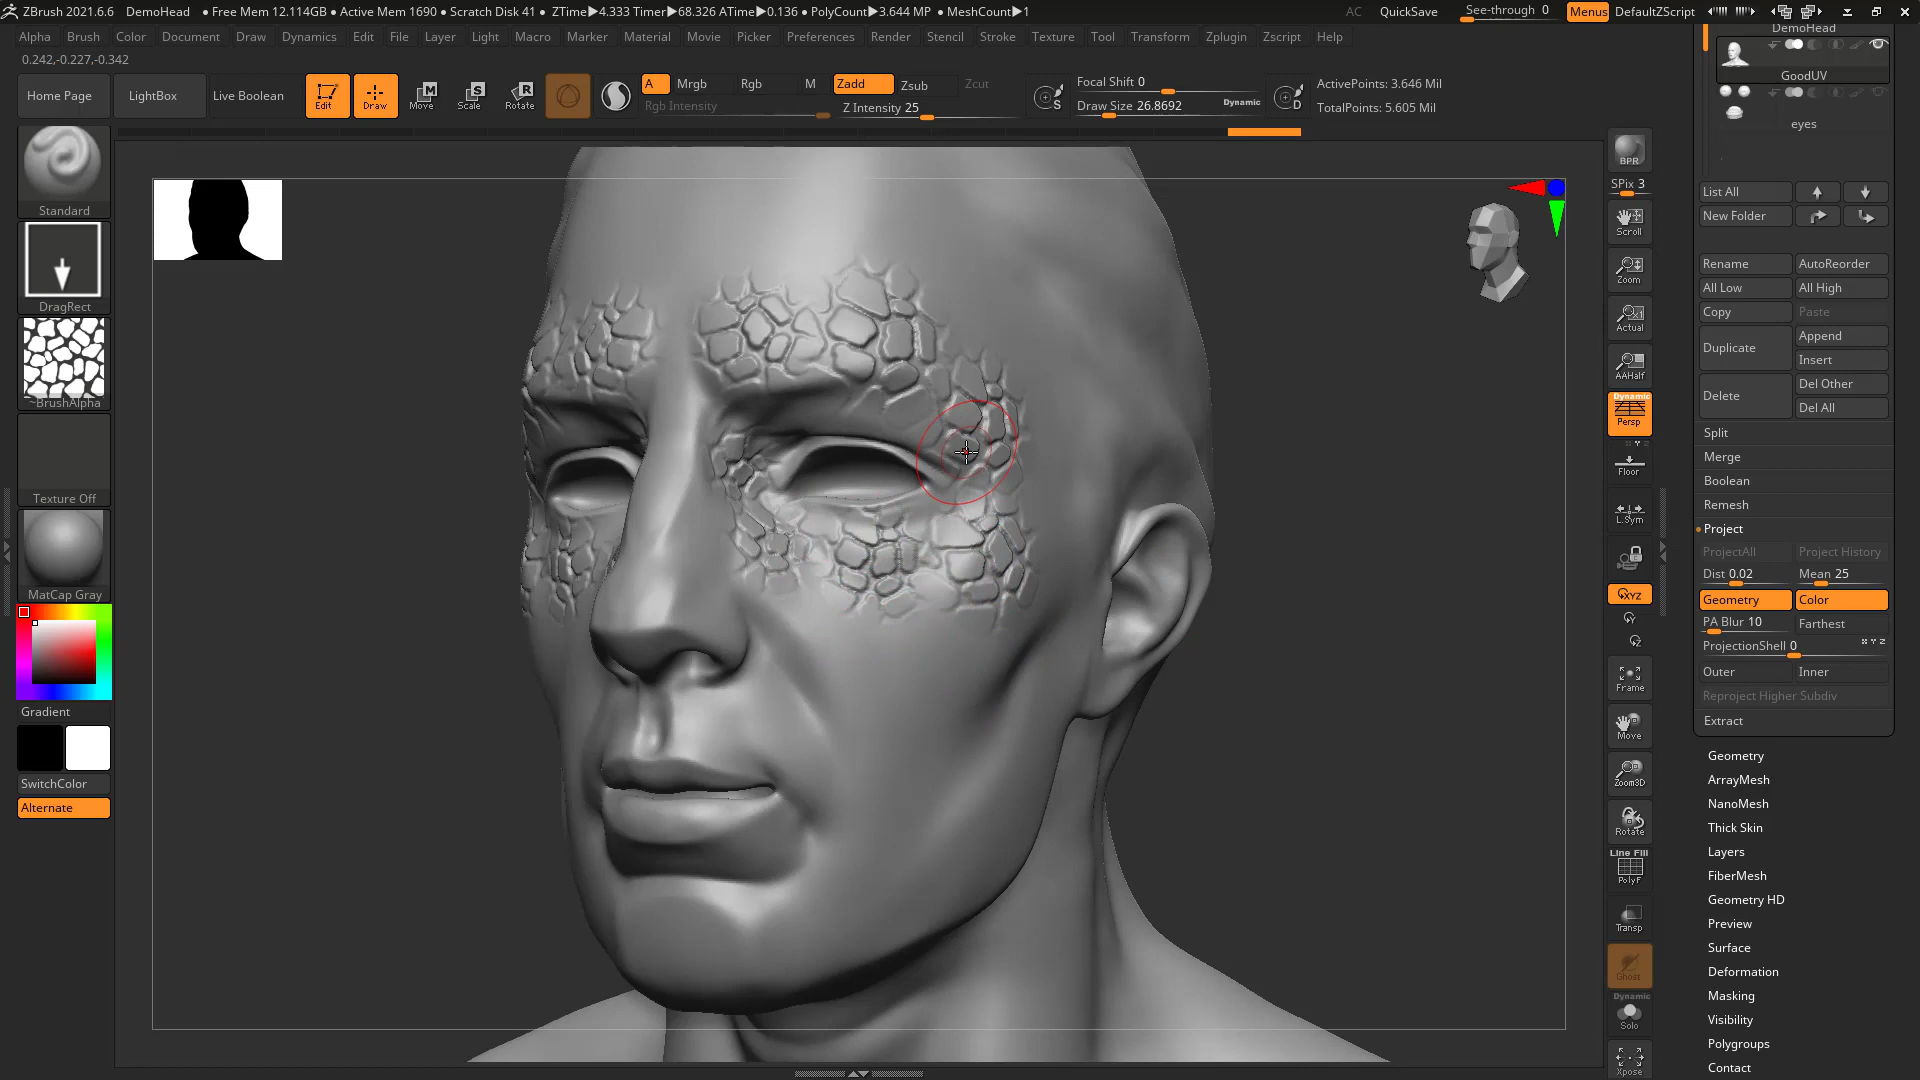 ZBrush 2021.6.6 DemoHead • Free Mem 12.114GB • Active Mem 1690 • Scratch Disk 41 • ZTime▶4.333 Timer▶68.326 ATime▶0.136 • PolyCount▶3.644 MP • MeshCount▶1 AC QuickSave See-through 0 Menus DefaultZScript
Alpha Brush Color Document Draw Dynamics Edit File Layer Light Macro Marker Material Movie Picker Preferences Render Stencil Stroke Texture Tool Transform Zplugin Zscript Help
0.242,-0.227,-0.342
Home Page LightBox Live Boolean Edit Draw Move Scale Rotate
A Mrgb Rgb M Zadd Zsub Zcut
Rgb Intensity Z Intensity 25
Focal Shift 0
Draw Size 26.8692 Dynamic
ActivePoints: 3.646 Mil
TotalPoints: 5.605 Mil
Standard
DragRect
~BrushAlpha
Texture Off
MatCap Gray
Gradient
SwitchColor
Alternate
BPR
SPix 3
Scroll
Zoom
Actual
AAHalf
Dynamic
Persp
Floor
L.Sym
XYZ
Frame
Move
Zoom3D
Rotate
Line Fill
PolyF
Transp
Ghost
Dynamic
Solo
Xpose
DemoHead
GoodUV
eyes
List All
New Folder
Rename AutoReorder
All Low All High
Copy Paste
Duplicate Append
Insert
Delete Del Other
Del All
Split
Merge
Boolean
Remesh
Project
ProjectAll Project History
Dist 0.02 Mean 25
Geometry Color
PA Blur 10 Farthest
ProjectionShell 0
Outer Inner
Reproject Higher Subdiv
Extract
Geometry
ArrayMesh
NanoMesh
Thick Skin
Layers
FiberMesh
Geometry HD
Preview
Surface
Deformation
Masking
Visibility
Polygroups
Contact